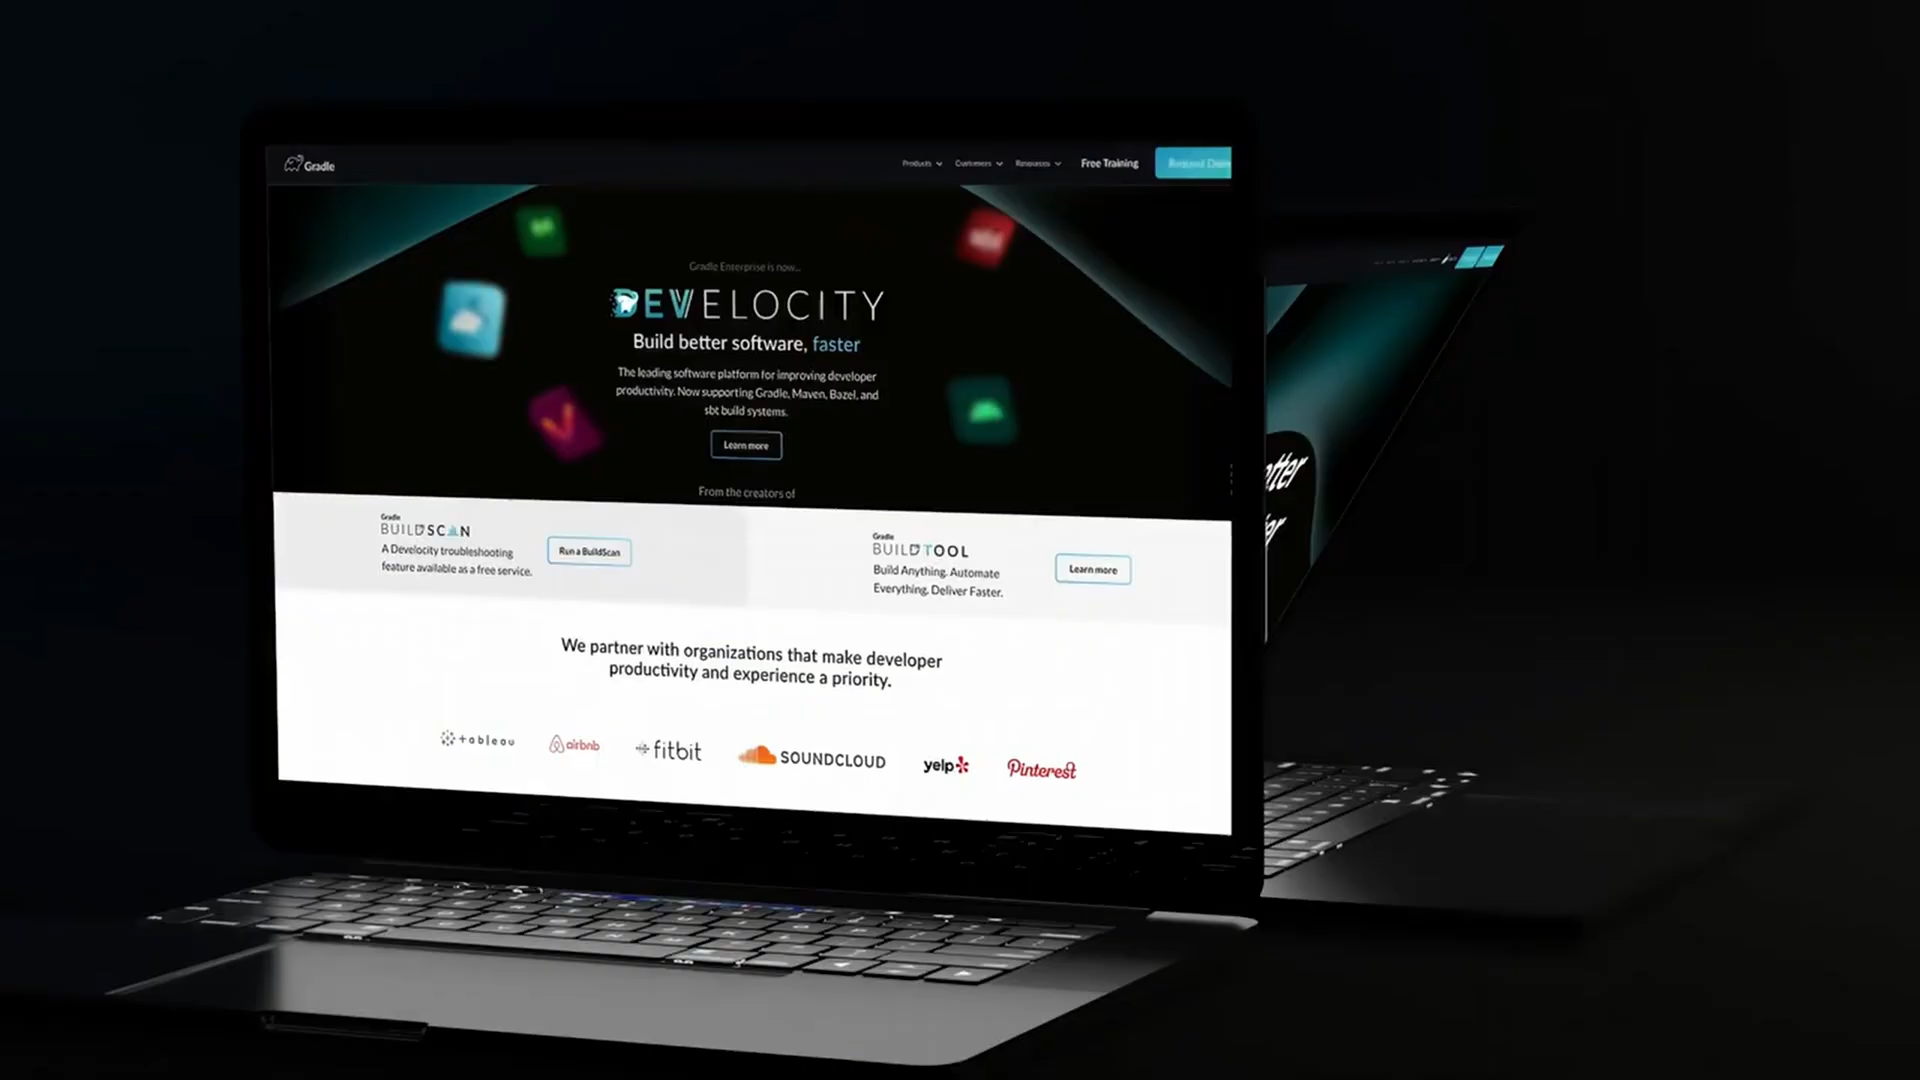 Gradle
Products
Customers
Resources
Free Training
Request Demo
Gradle Enterprise is now...
DEVELOCITY
Build better software, faster
The leading software platform for improving developer
productivity. Now supporting Gradle, Maven, Bazel, and
sbt build systems.
Learn more
From the creators of
Gradle
BUILDSCAN
A Develocity troubleshooting
feature available as a free service.
Run a BuildScan
Gradle
BUILDTOOL
Build Anything. Automate
Everything. Deliver Faster.
Learn more
We partner with organizations that make developer
productivity and experience a priority.
tableau
airbnb
fitbit
SOUNDCLOUD
yelp
Pinterest